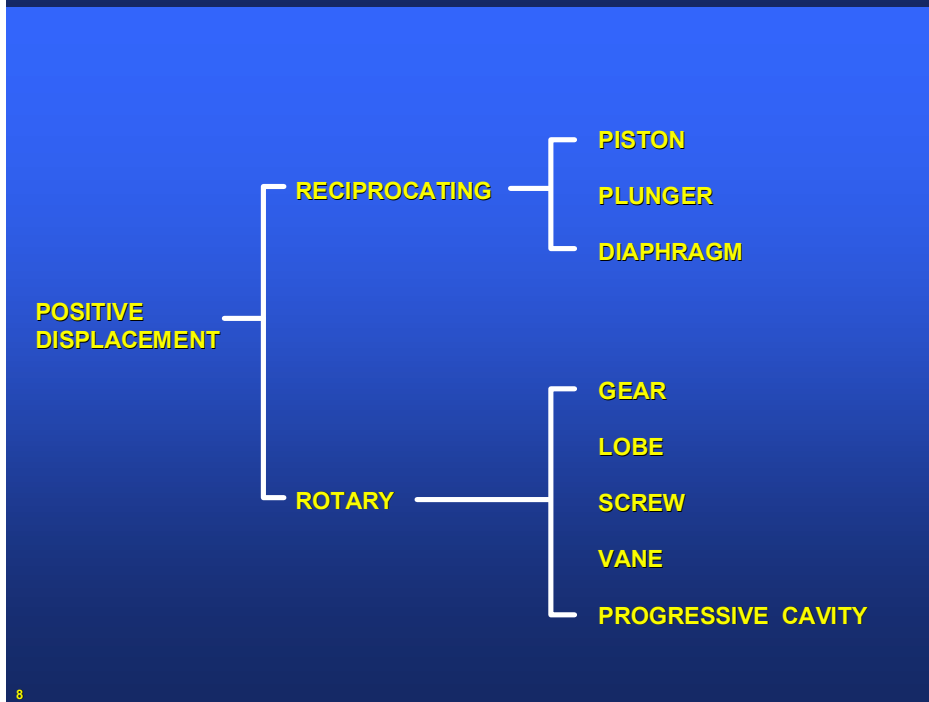 PISTON
RECIPROCATING
PLUNGER
DIAPHRAGM
POSITIVE
DISPLACEMENT
GEAR
LOBE
ROTARY
SCREW
VANE
PROGRESSIVE CAVITY
8